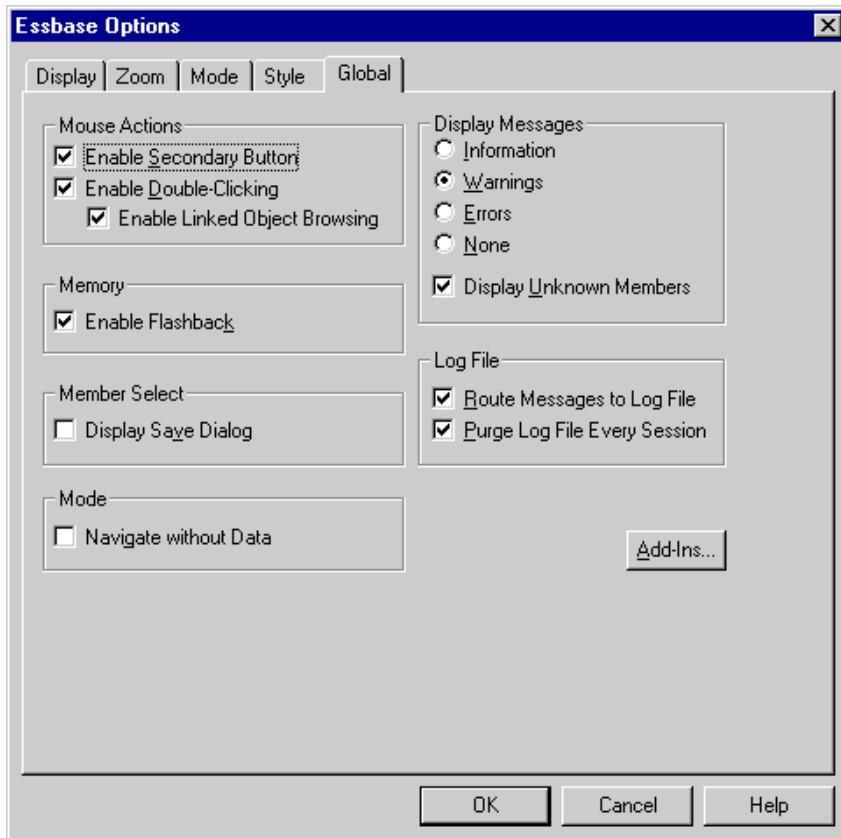 Essbase Options
Display Zoom Mode Style Global
Mouse Actions
Enable Secondary Button
Enable Double-Clicking
Enable Linked Object Browsing
Memory
Enable Flashback
Member Select
Display Save Dialog
Mode
Navigate without Data
Display Messages
Information
Warnings
Errors
None
Display Unknown Members
Log File
Route Messages to Log File
Purge Log File Every Session
Add-Ins...
OK Cancel Help